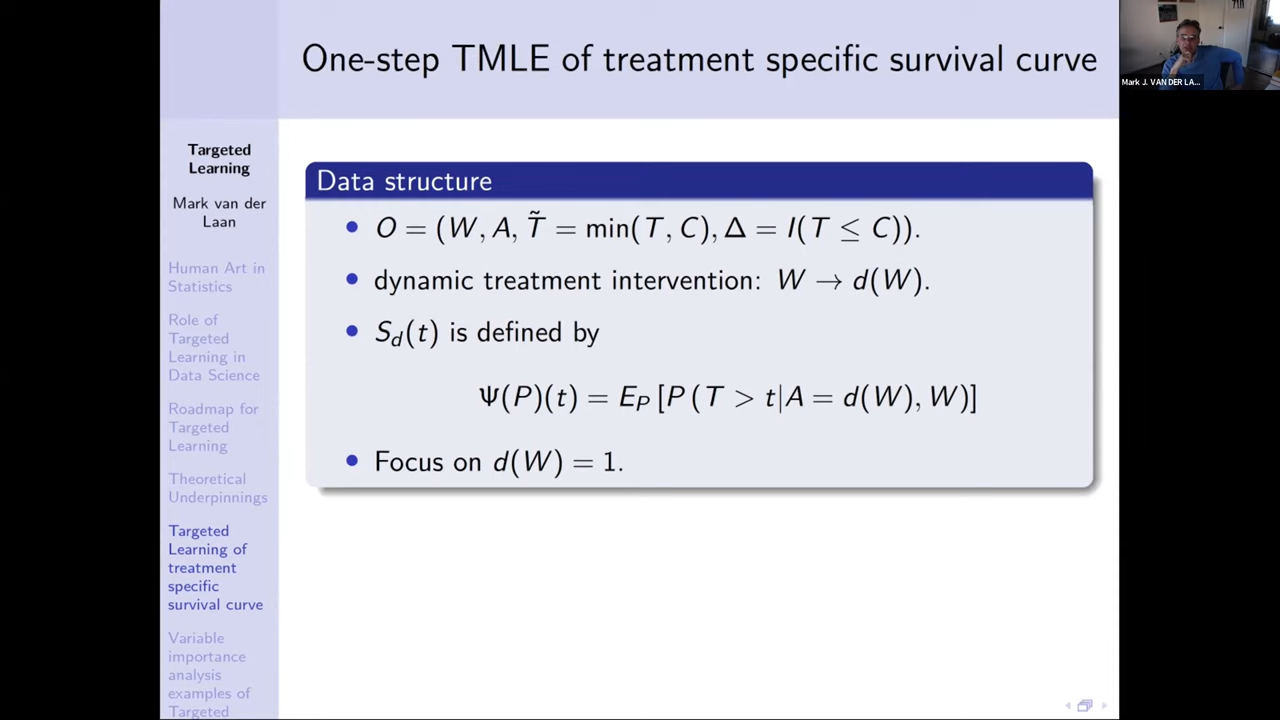 One-step TMLE of treatment specific survival curve
Mark J. VAN DER LA...
Targeted
Learning
Mark van der
Laan
Human Art in
Statistics
Role of
Targeted
Learning in
Data Science
Roadmap for
Targeted
Learning
Theoretical
Underpinnings
Targeted
Learning of
treatment
specific
survival curve
Variable
importance
analysis
examples of
Targeted
Data structure
• O = (W, A, T̃ = min(T, C), Δ = I(T ≤ C)).
• dynamic treatment intervention: W → d(W).
• S_d(t) is defined by
Ψ(P)(t) = E_P [P (T > t|A = d(W), W)]
• Focus on d(W) = 1.